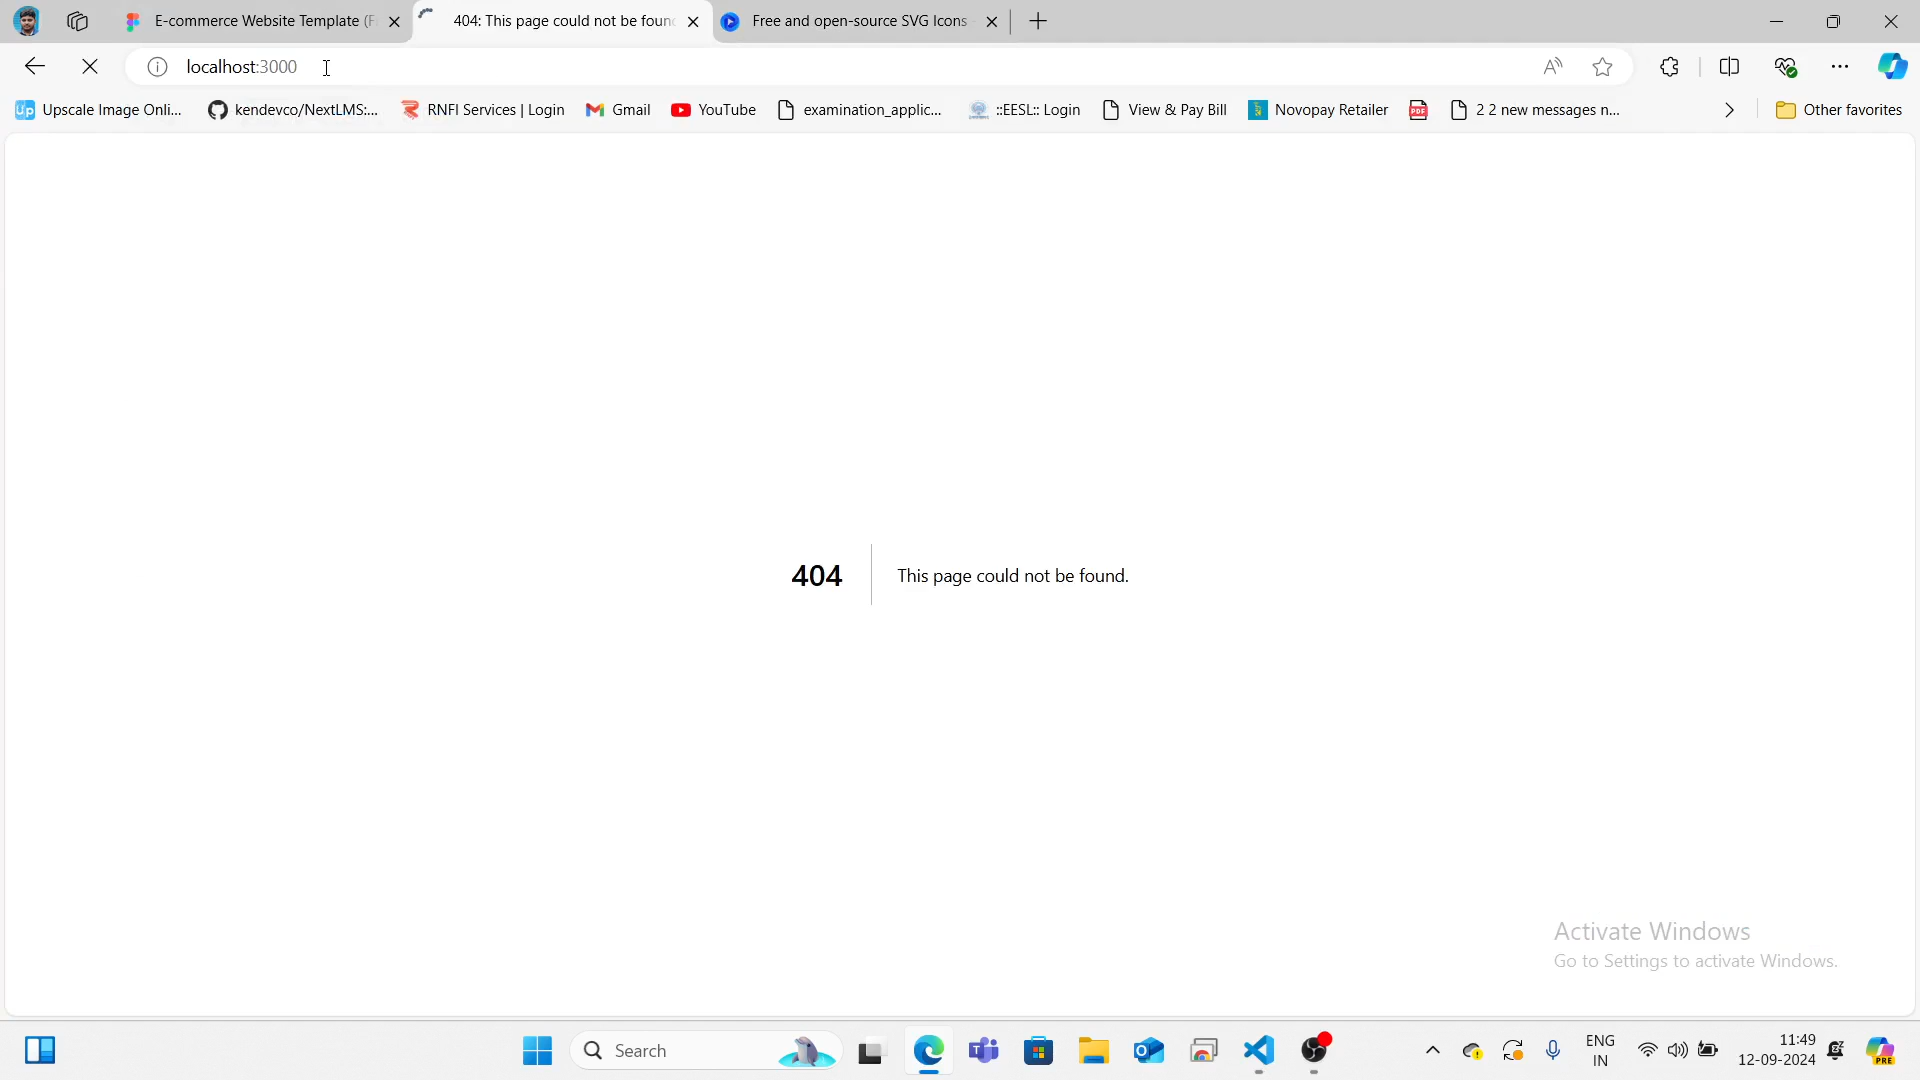 E-commerce Website Template (F
404: This page could not be foun
Free and open-source SVG Icons
localhost:3000
Upscale Image Onli...
kendevco/NextLMS:...
RNFI Services | Login
Gmail
YouTube
examination_applic...
::EESL:: Login
View & Pay Bill
Novopay Retailer
PDF
2 2 new messages n...
Other favorites
404
This page could not be found.
Activate Windows
Go to Settings to activate Windows.
Search
ENG
IN
11:49
12-09-2024
PRE